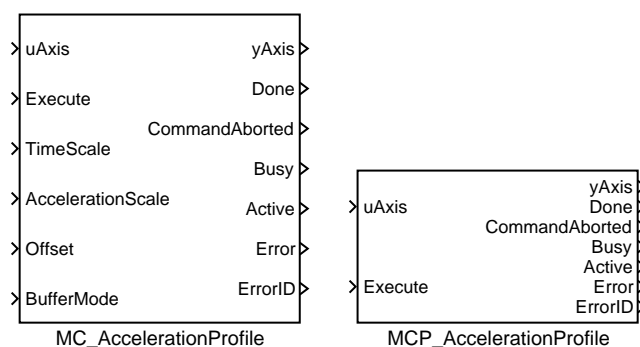 uAxis
Execute
TimeScale
AccelerationScale
Offset
BufferMode
yAxis
Done
CommandAborted
Busy
Active
Error
ErrorID
MC_AccelerationProfile
uAxis
Execute
yAxis
Done
CommandAborted
Busy
Active
Error
ErrorID
MCP_AccelerationProfile